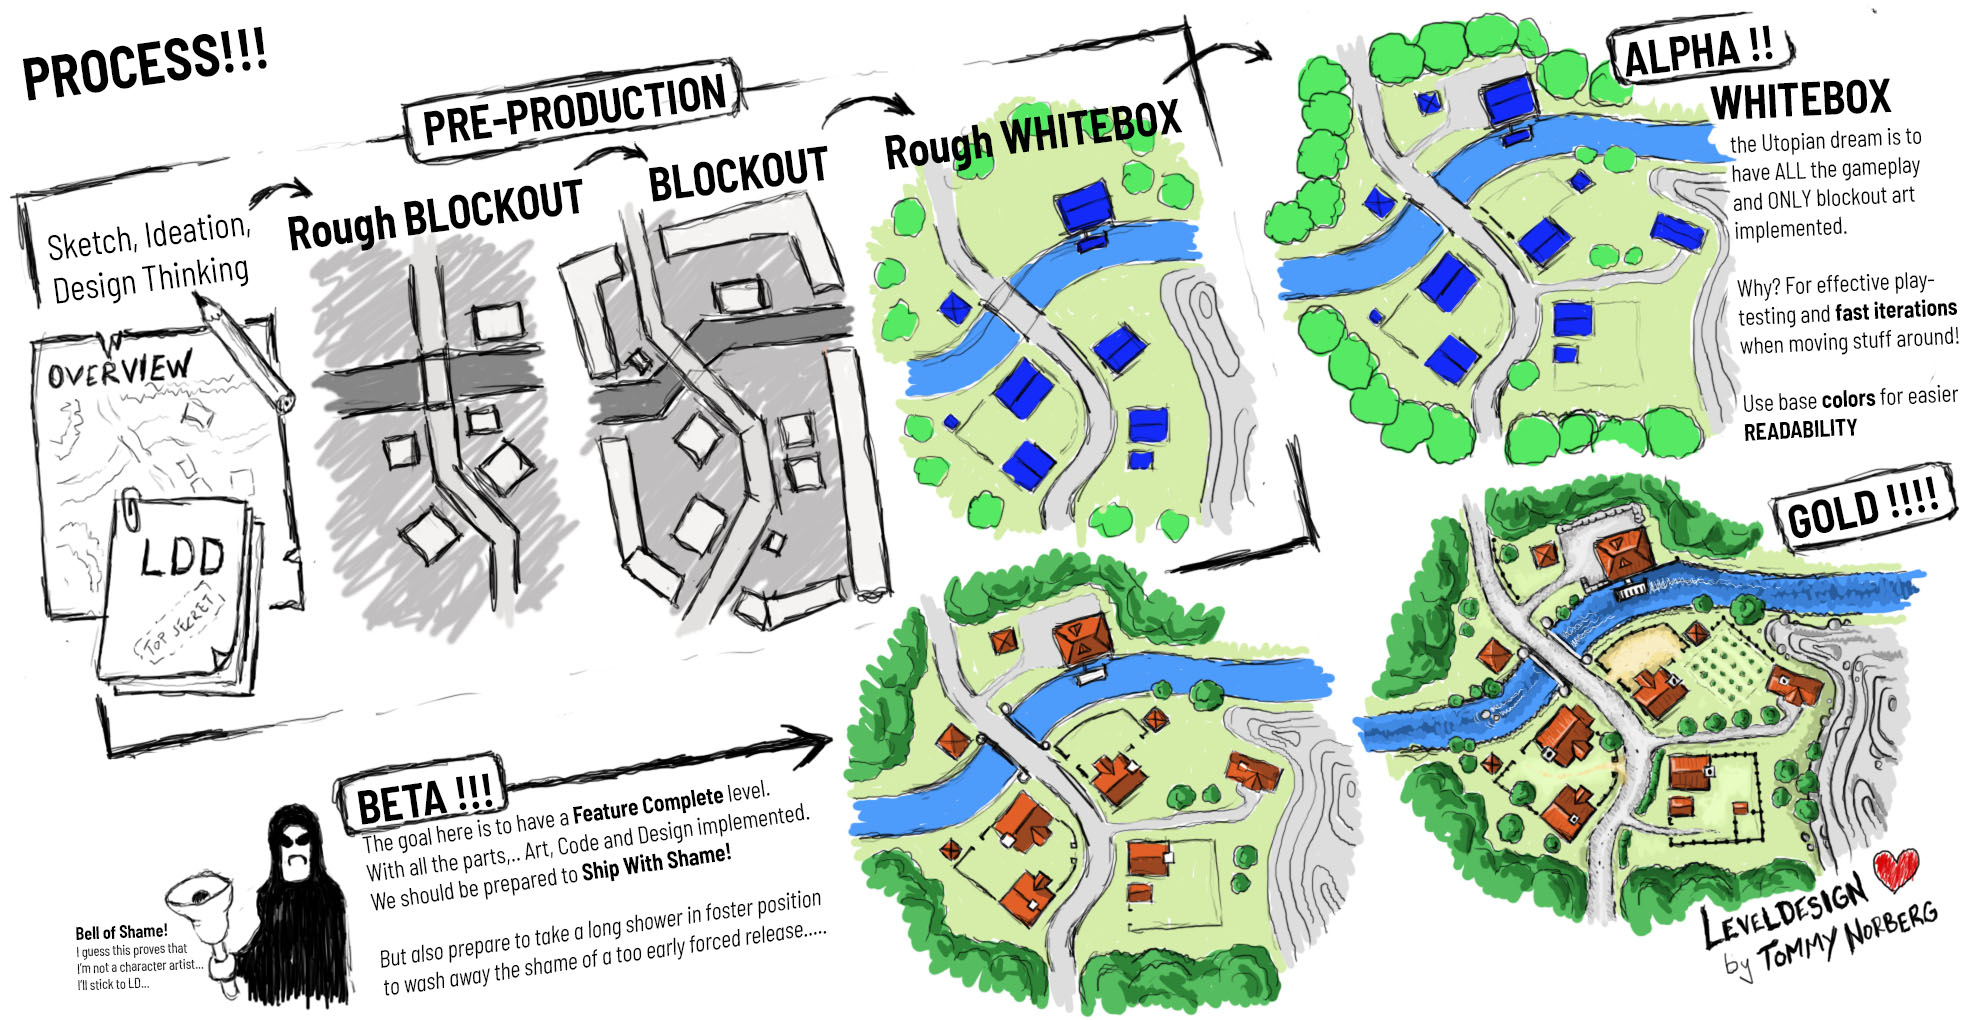 PROCESS!!!
PRE-PRODUCTION
Sketch, Ideation,
Design Thinking
OVERVIEW
LDD
TOP SECRET
Rough BLOCKOUT
BLOCKOUT
Rough WHITEBOX
ALPHA !!
WHITEBOX
the Utopian dream is to
have ALL the gameplay
and ONLY blockout art
implemented.
Why? For effective play-
testing and fast iterations
when moving stuff around!
Use base colors for easier
READABILITY
BETA !!!
The goal here is to have a Feature Complete level.
With all the parts,.. Art, Code and Design implemented.
We should be prepared to Ship With Shame!
But also prepare to take a long shower in foster position
to wash away the shame of a too early forced release.....
Bell of Shame!
I guess this proves that
I'm not a character artist...
I'll stick to LD...
GOLD !!!!
LEVELDESIGN
by TOMMY NORBERG